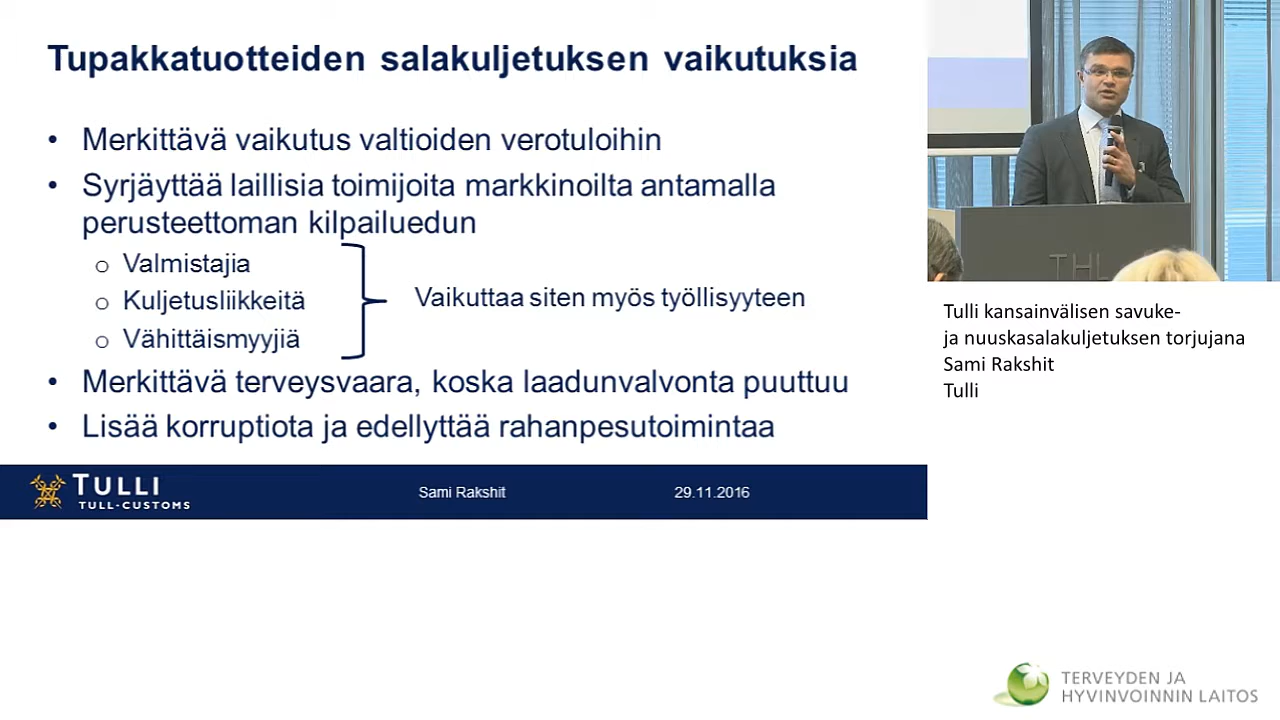 Tupakkatuotteiden salakuljetuksen vaikutuksia
• Merkittävä vaikutus valtioiden verotuloihin
• Syrjäyttää laillisia toimijoita markkinoilta antamalla
perusteettoman kilpailuedun
o Valmistajia
o Kuljetusliikkeitä
o Vähittäismyyjiä
Vaikuttaa siten myös työllisyyteen
• Merkittävä terveysvaara, koska laadunvalvonta puuttuu
• Lisää korruptiota ja edellyttää rahanpesutoimintaa
TULLI
TULL·CUSTOMS
Sami Rakshit
29.11.2016
THL
Tulli kansainvälisen savuke-
ja nuuskasalakuljetuksen torjujana
Sami Rakshit
Tulli
TERVEYDEN JA
HYVINVOINNIN LAITOS